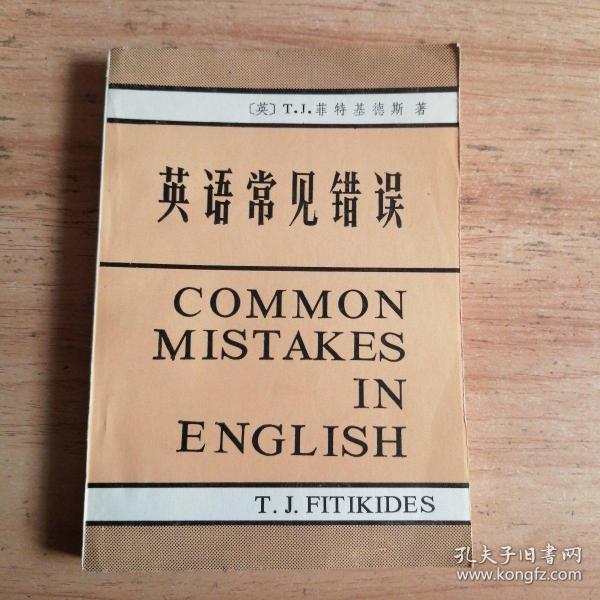 〔英〕T.J.菲特基德斯 著
英语常见错误
COMMON
MISTAKES
IN
ENGLISH
T. J. FITIKIDES
孔夫子旧书网
www.kongfz.com